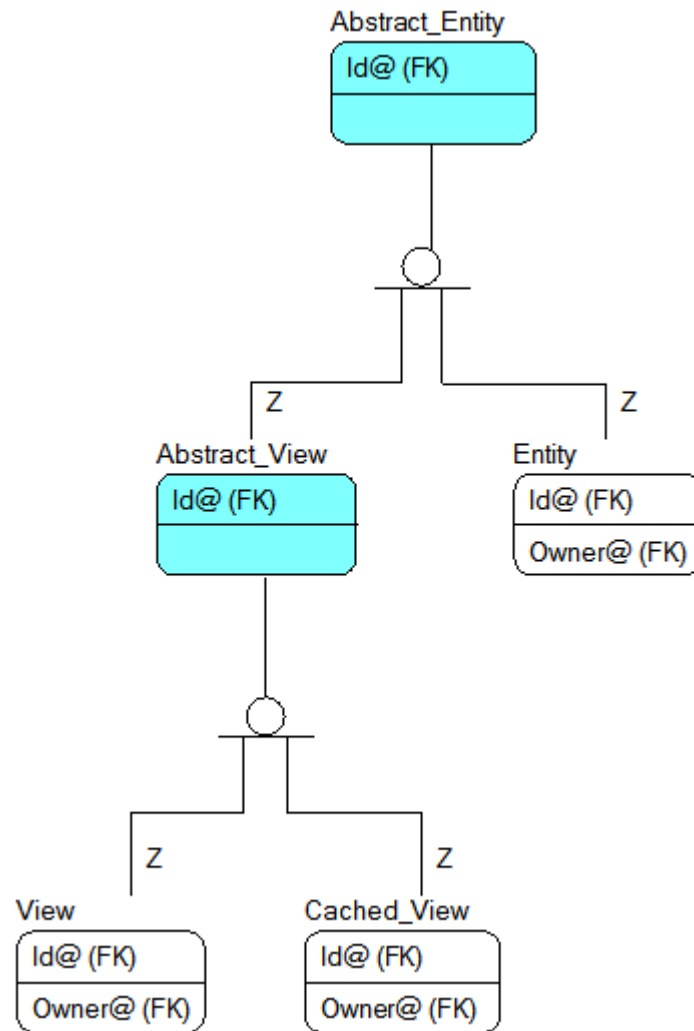 Abstract_Entity
Id@ (FK)
Z
Z
Abstract_View
Id@ (FK)
Entity
Id@ (FK)
Owner@ (FK)
Z
Z
View
Id@ (FK)
Owner@ (FK)
Cached_View
Id@ (FK)
Owner@ (FK)